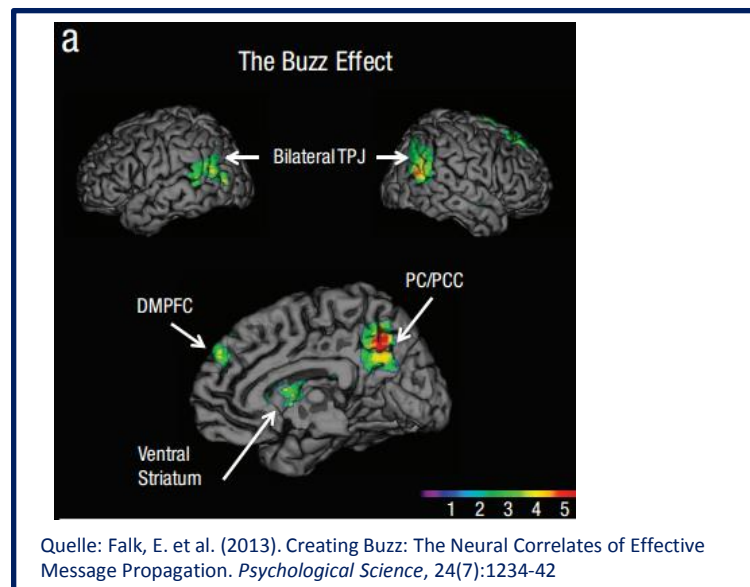 a
The Buzz Effect
Bilateral TPJ
PC/PCC
DMPFC
Ventral
Striatum
1 2 3 4 5
Quelle: Falk, E. et al. (2013). Creating Buzz: The Neural Correlates of Effective
Message Propagation. Psychological Science, 24(7):1234-42